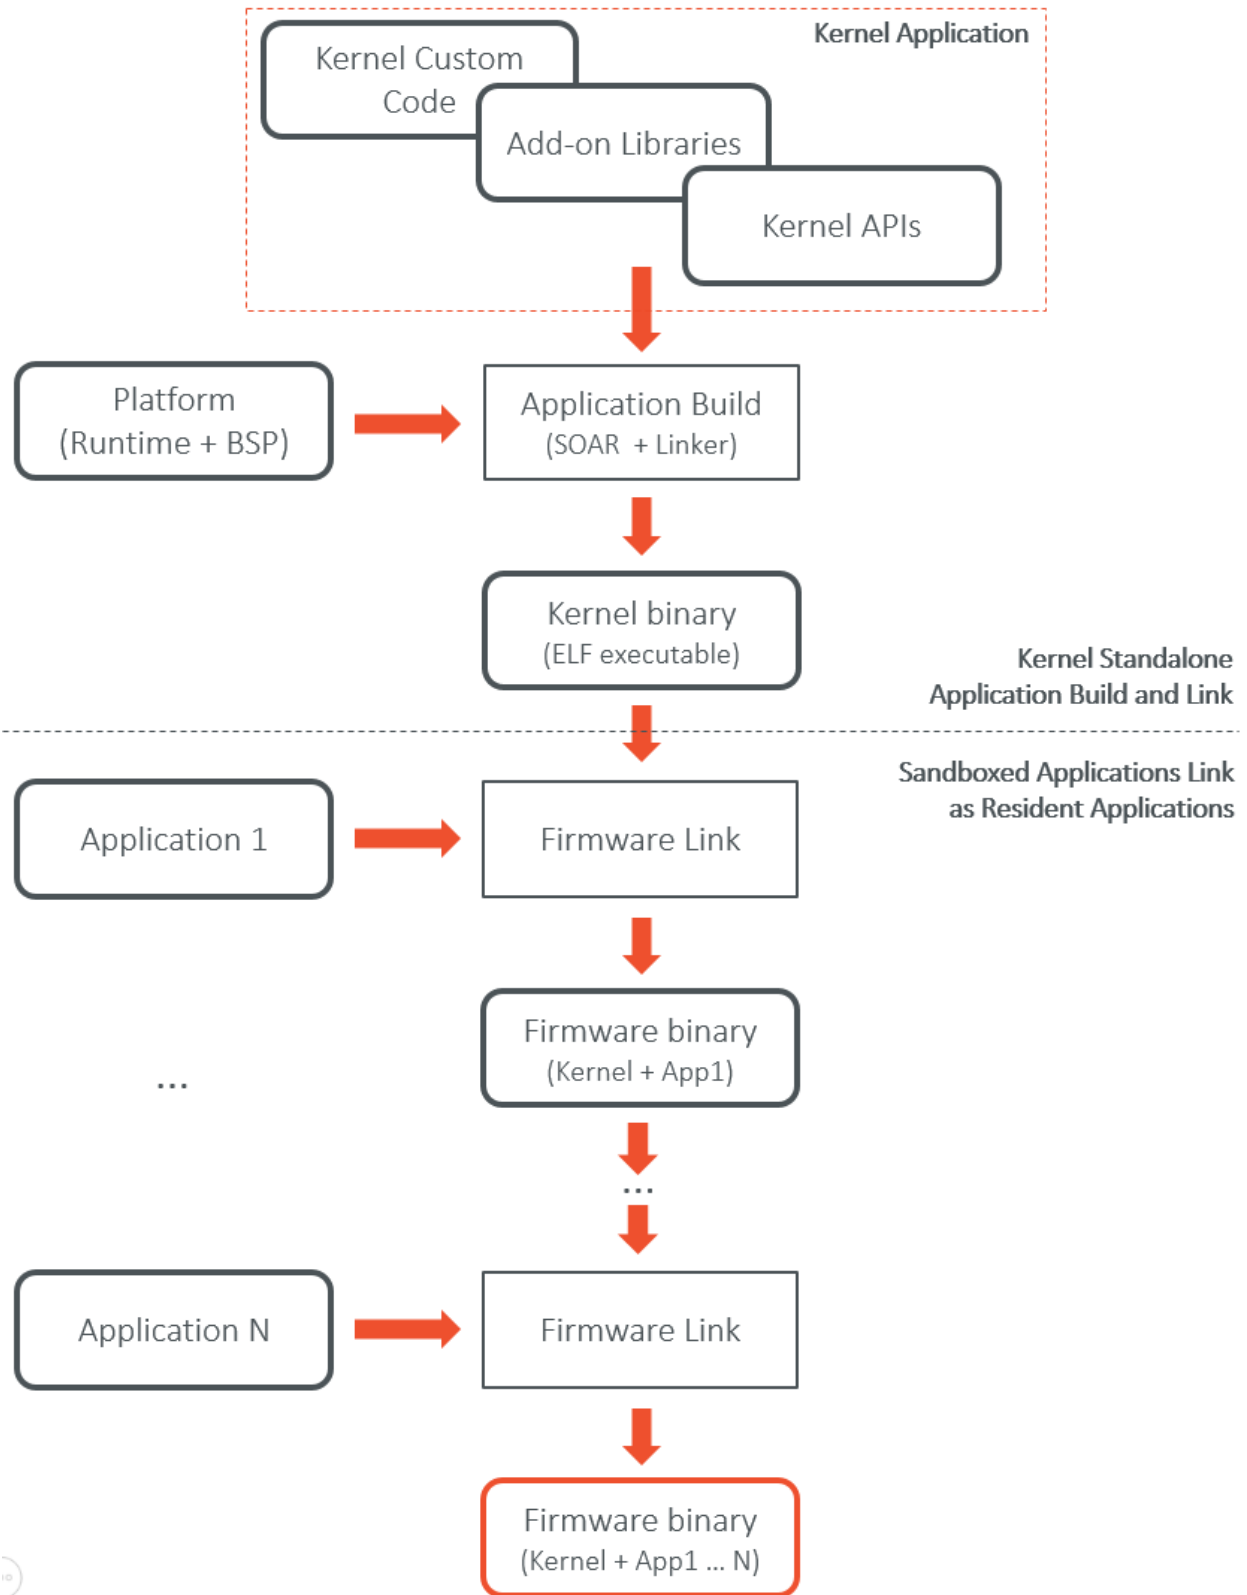 Kernel Application
Kernel Custom
Code
Add-on Libraries
Kernel APIs
Platform
(Runtime + BSP)
Application Build
(SOAR + Linker)
Kernel binary
(ELF executable)
Kernel Standalone
Application Build and Link
Sandboxed Applications Link
as Resident Applications
Application 1
Firmware Link
Firmware binary
(Kernel + App1)
...
...
Application N
Firmware Link
Firmware binary
(Kernel + App1 ... N)